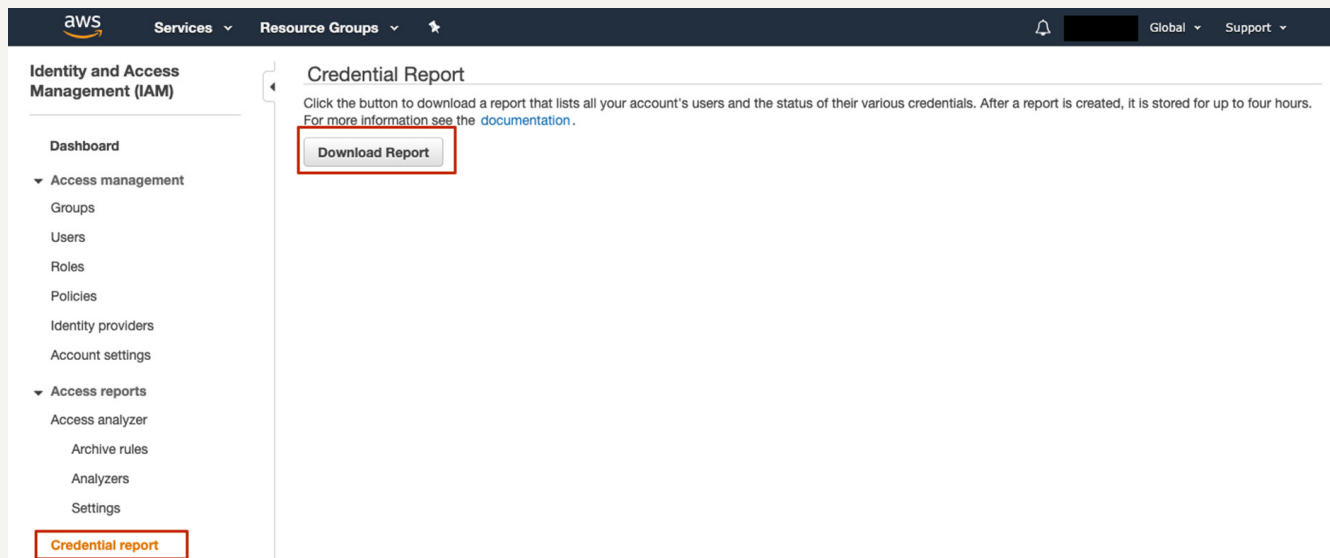 aws Services Resource Groups Global Support
Identity and Access
Management (IAM)
Dashboard
Access management
Groups
Users
Roles
Policies
Identity providers
Account settings
Access reports
Access analyzer
Archive rules
Analyzers
Settings
Credential report
Credential Report
Click the button to download a report that lists all your account's users and the status of their various credentials. After a report is created, it is stored for up to four hours.
For more information see the documentation.
Download Report